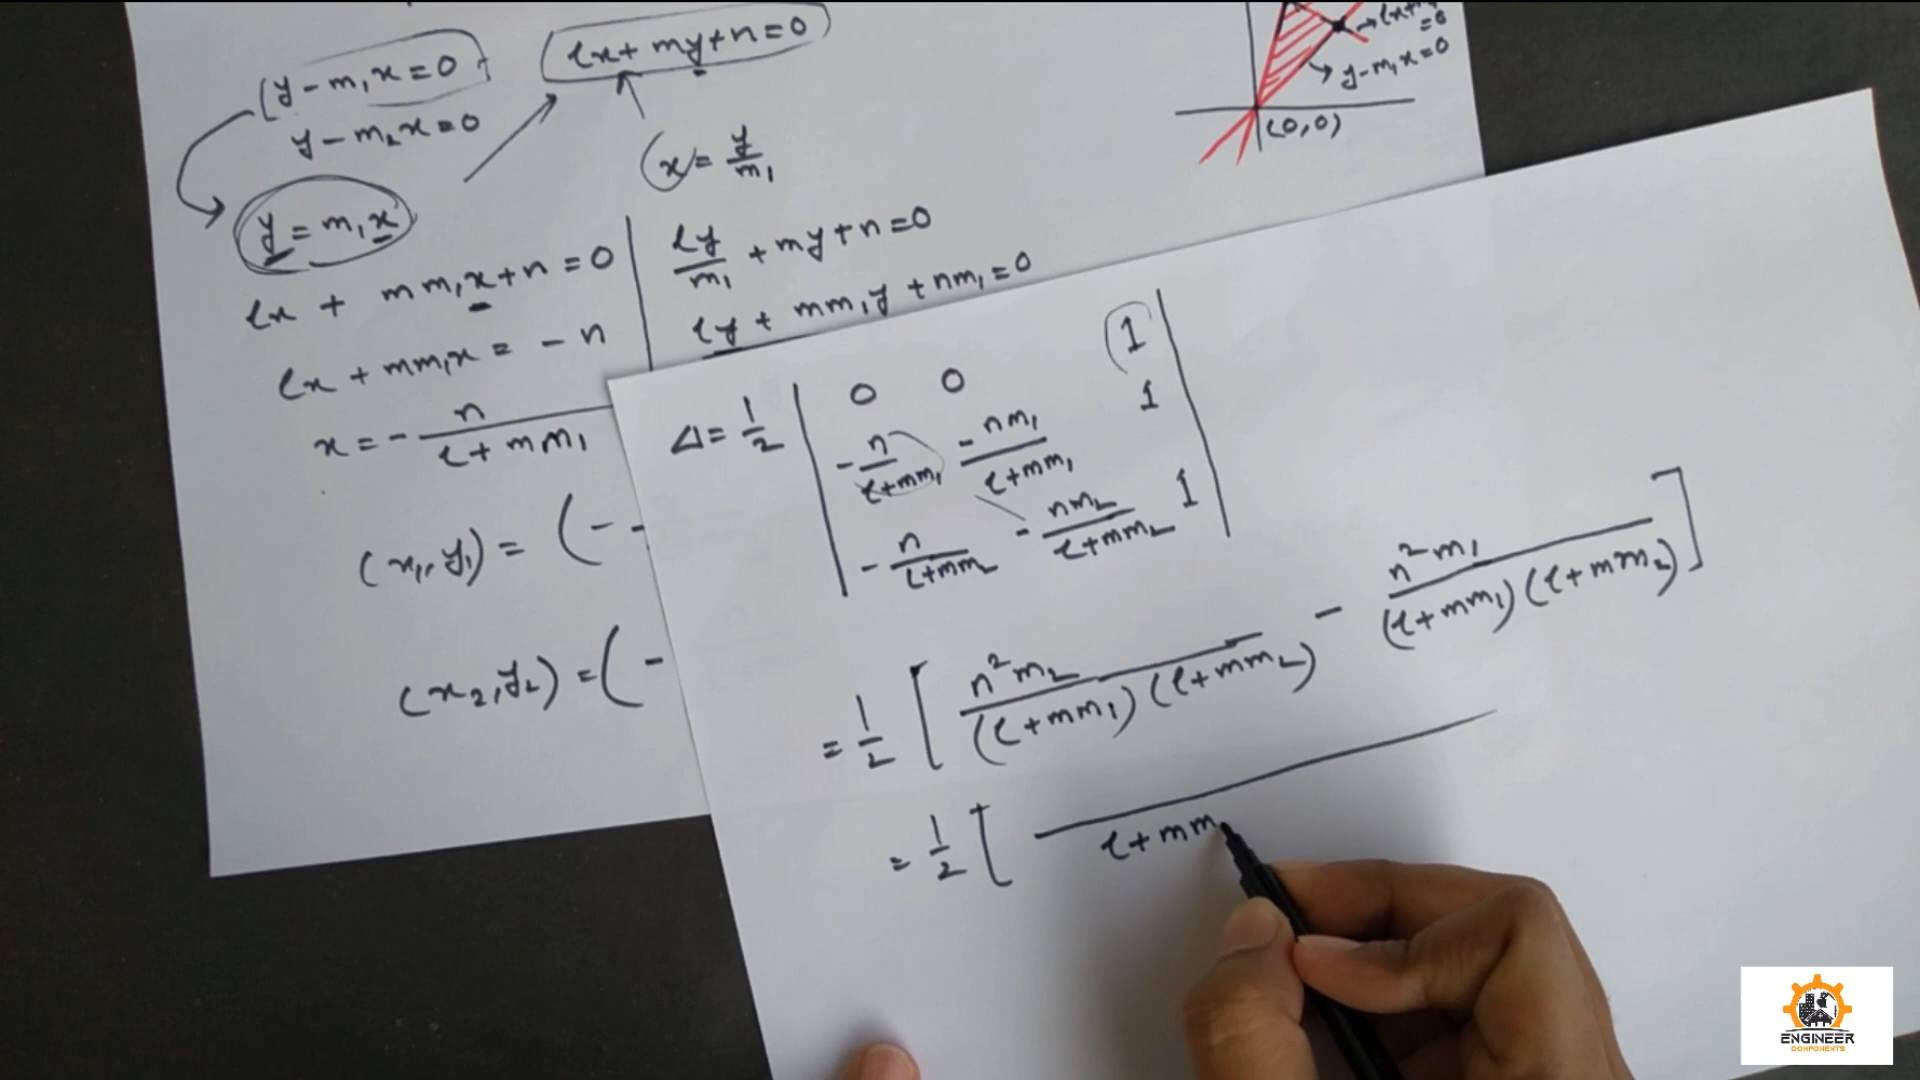 y - m₁x = 0
y - m₂x = 0
lx + my + n = 0
x = y/m₁
y = m₁x
lx + mm₁x + n = 0
lx + mm₁x = - n
x = - n/(l + mm₁)
(x₁, y₁) = ( -
(x₂, y₂) = ( -
ly/m₁ + my + n = 0
ly + mm₁y + nm₁ = 0
= 0
y - m₁x = 0
(0,0)
Δ = 1/2 | 0 0 1
-n/(l+mm₁) -nm₁/(l+mm₁) 1
-n/(l+mm₂) -nm₂/(l+mm₂) 1 |
= 1/2 [ n²m₂/((l+mm₁)(l+mm₂)) - n²m₁/((l+mm₁)(l+mm₂)) ]
= 1/2 [ 
l + mm
ENGINEER
COMPONENTS